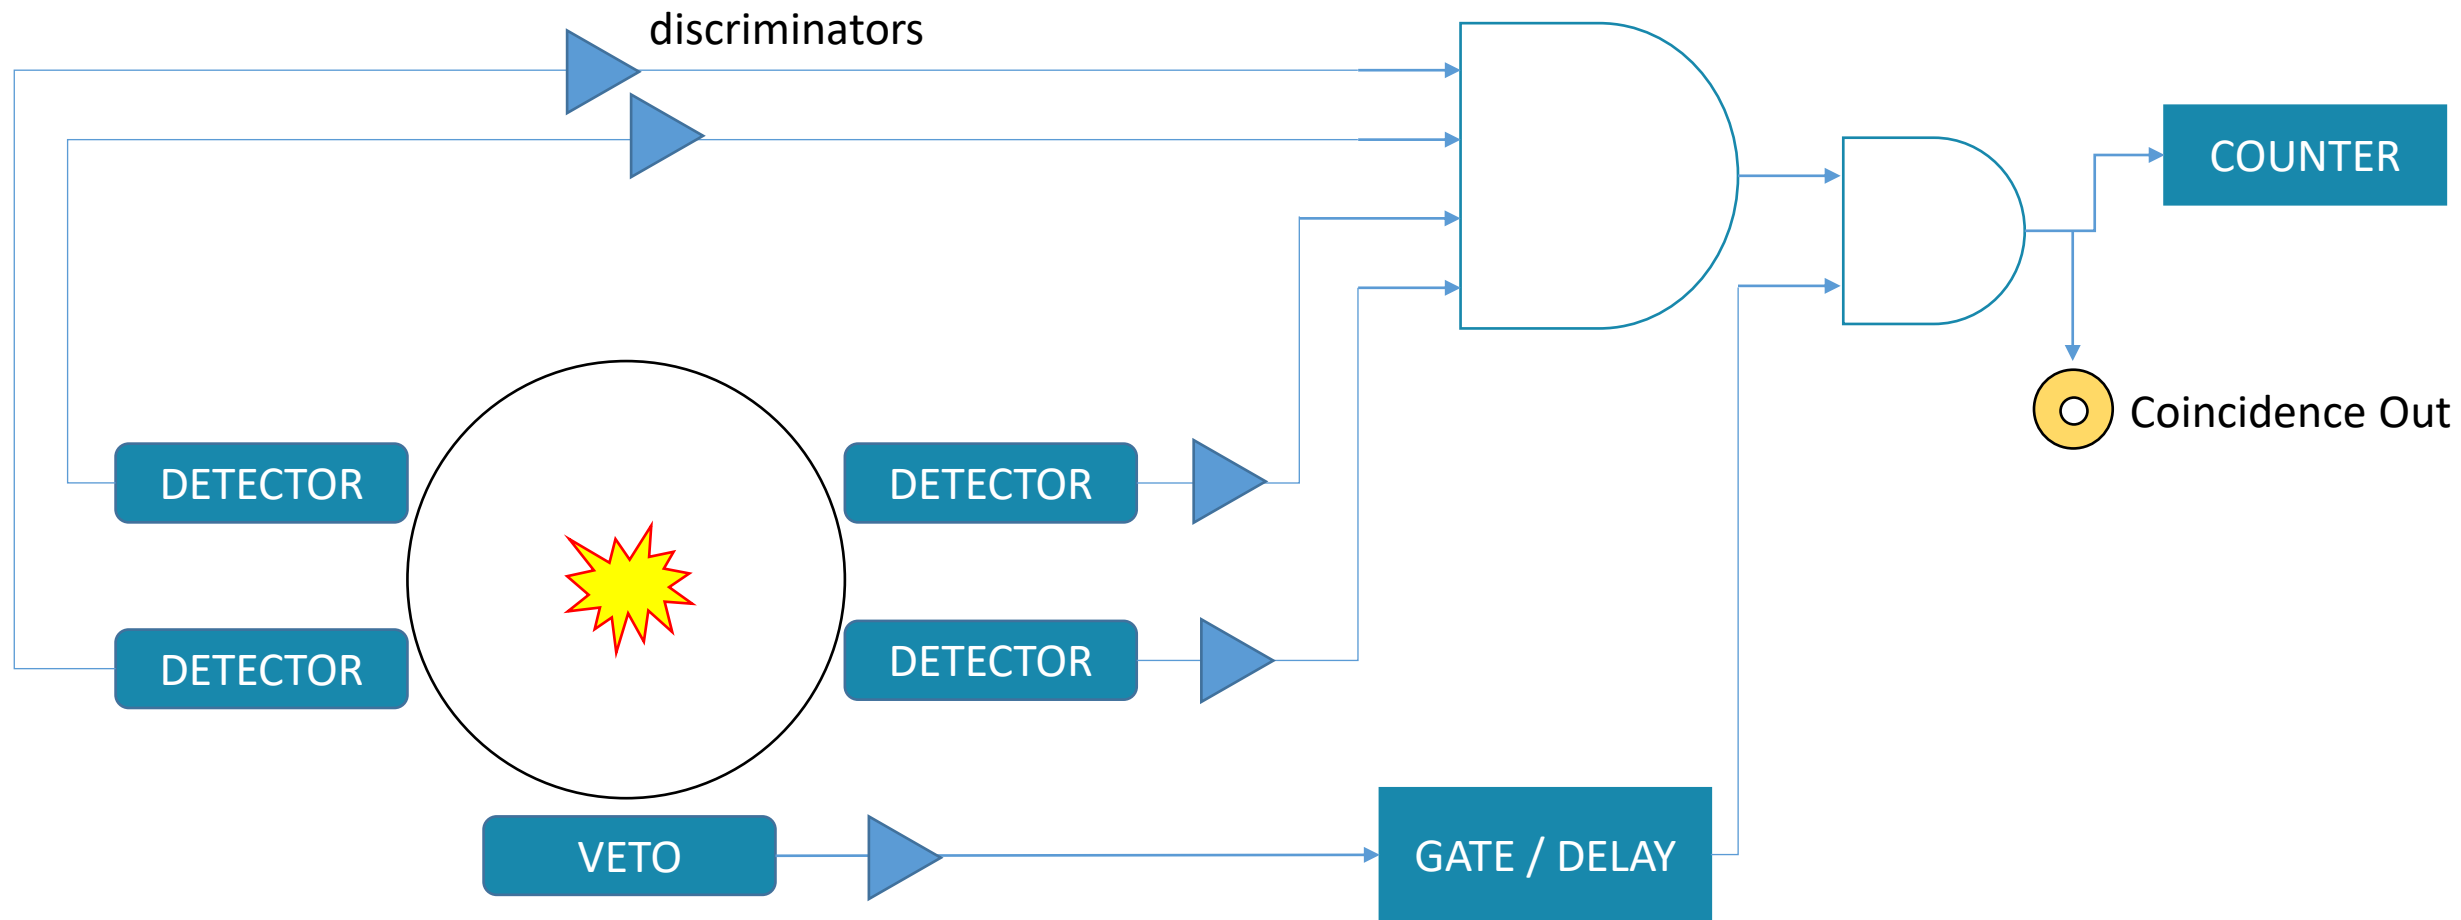 discriminators
COUNTER
Coincidence Out
DETECTOR
DETECTOR
DETECTOR
DETECTOR
VETO
GATE / DELAY